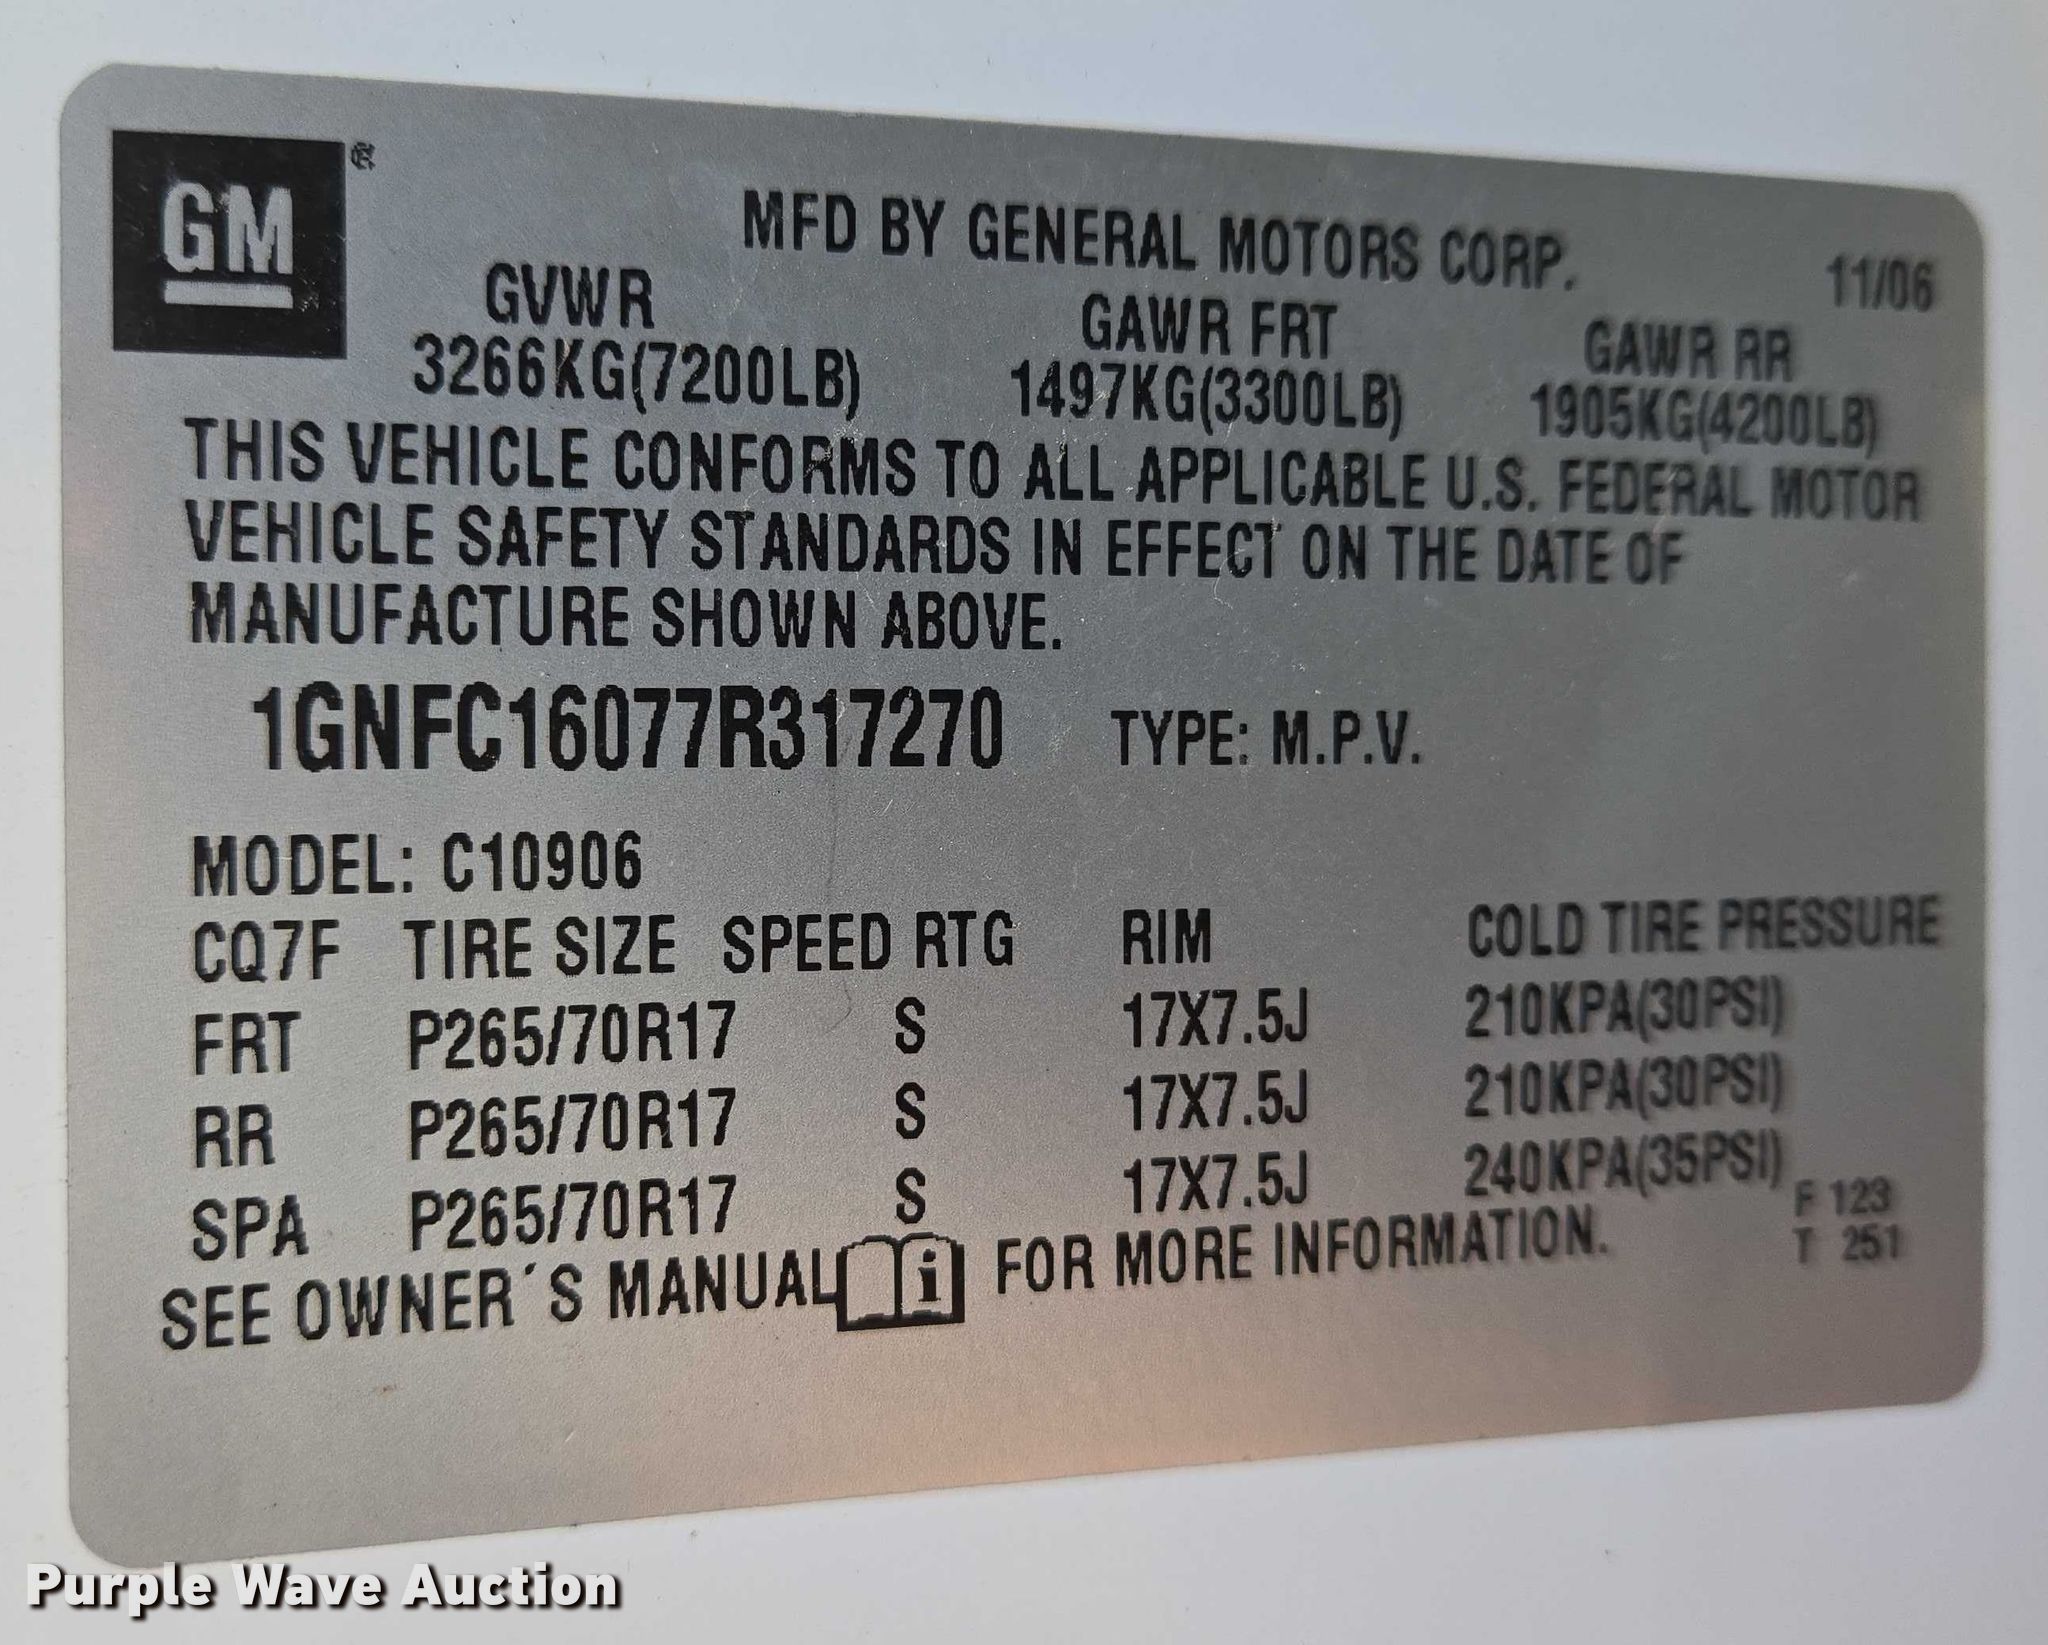 GM ®
MFD BY GENERAL MOTORS CORP. 11/06
GVWR GAWR FRT GAWR RR
3266KG(7200LB) 1497KG(3300LB) 1905KG(4200LB)
THIS VEHICLE CONFORMS TO ALL APPLICABLE U.S. FEDERAL MOTOR
VEHICLE SAFETY STANDARDS IN EFFECT ON THE DATE OF
MANUFACTURE SHOWN ABOVE.
1GNFC16077R317270 TYPE: M.P.V.
MODEL: C10906
CQ7F TIRE SIZE SPEED RTG RIM COLD TIRE PRESSURE
FRT P265/70R17 S 17X7.5J 210KPA(30PSI)
RR P265/70R17 S 17X7.5J 210KPA(30PSI)
SPA P265/70R17 S 17X7.5J 240KPA(35PSI)
F 123
SEE OWNER´S MANUAL i FOR MORE INFORMATION. T 251
Purple Wave Auction